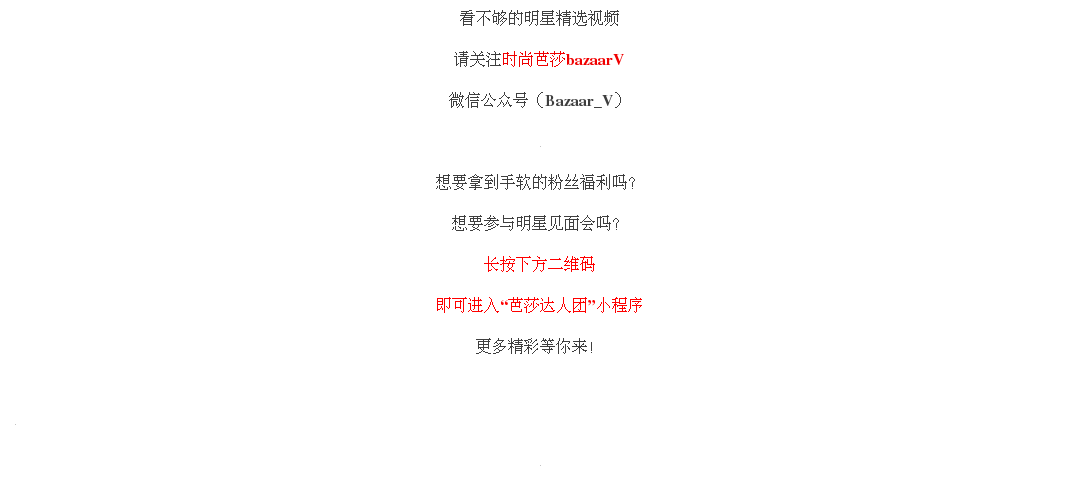 看不够的明星精选视频
请关注时尚芭莎bazaarV
微信公众号（Bazaar_V）
想要拿到手软的粉丝福利吗?
想要参与明星见面会吗?
长按下方二维码
即可进入“芭莎达人团”小程序
更多精彩等你来!